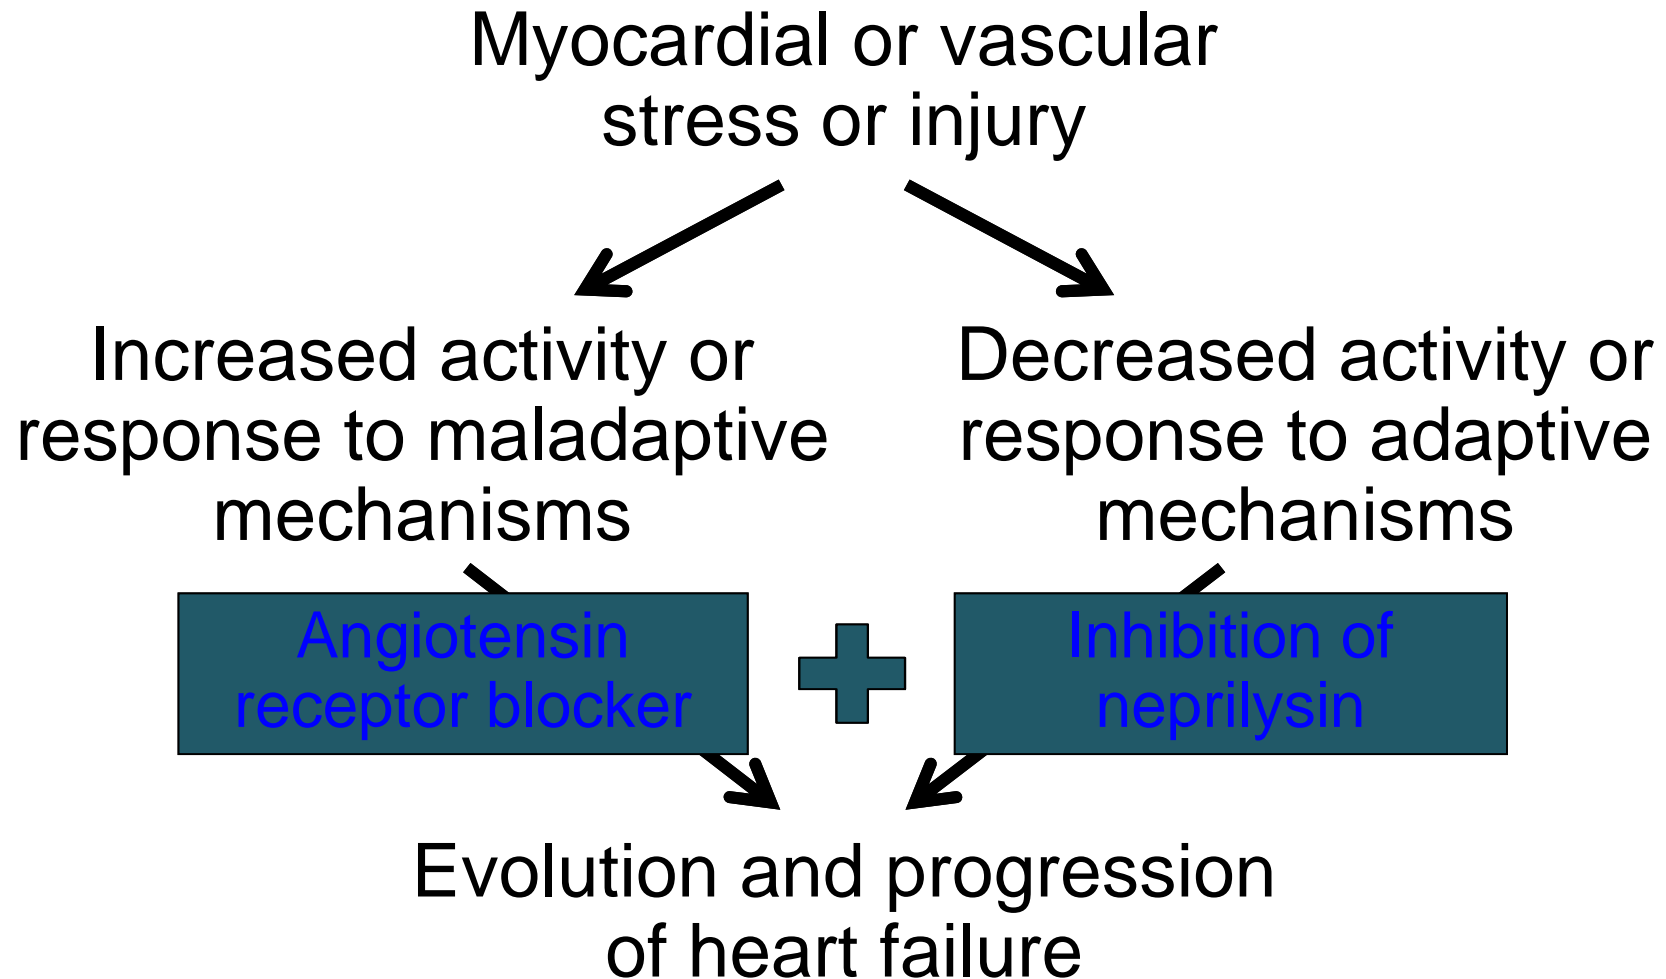 Myocardial or vascular
stress or injury
Increased activity or
response to maladaptive
mechanisms
Decreased activity or
response to adaptive
mechanisms
Angiotensin
receptor blocker
Inhibition of
neprilysin
Evolution and progression
of heart failure